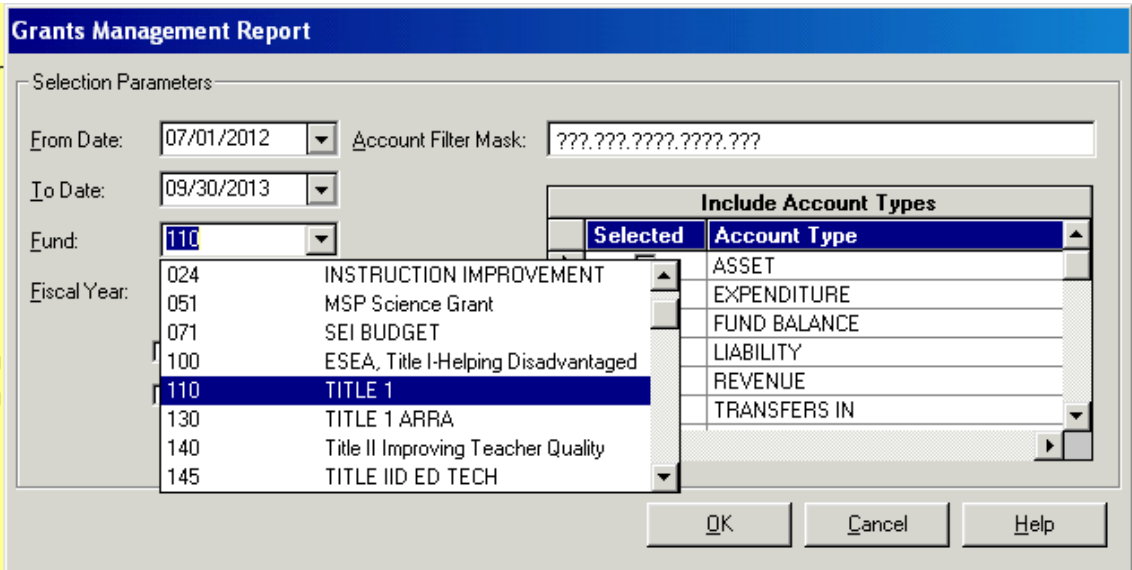 Grants Management Report
Selection Parameters
From Date: 07/01/2012 Account Filter Mask: ???.???.????.????.???
To Date: 09/30/2013
Include Account Types
Fund: 110 Selected Account Type
ASSET
024 INSTRUCTION IMPROVEMENT
Fiscal Year: EXPENDITURE
051 MSP Science Grant
FUND BALANCE
071 SEI BUDGET
LIABILITY
100 ESEA, Title I-Helping Disadvantaged
REVENUE
110 TITLE 1
TRANSFERS IN
130 TITLE 1 ARRA
140 Title II Improving Teacher Quality
145 TITLE IID ED TECH
OK Cancel Help